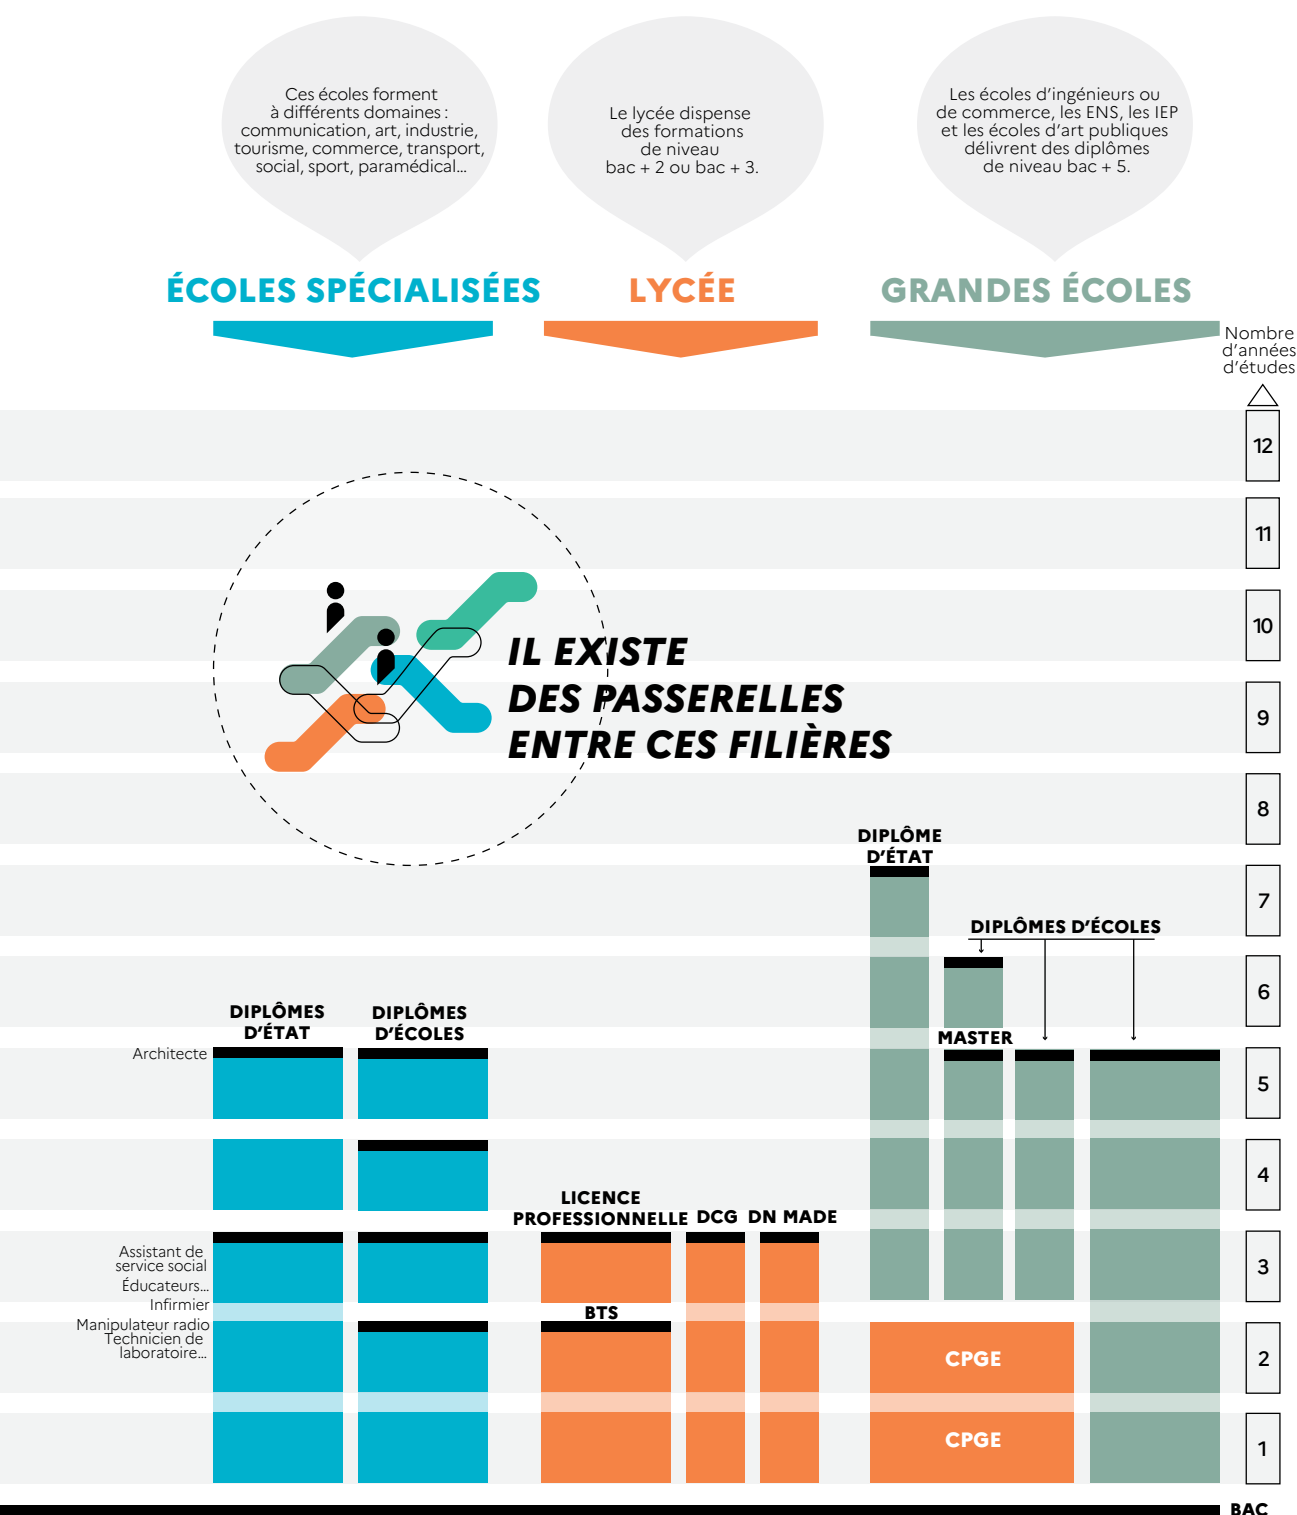 Ces écoles forment
à différents domaines :
communication, art, industrie,
tourisme, commerce, transport,
social, sport, paramédical...
Le lycée dispense
des formations
de niveau
bac + 2 ou bac + 3.
Les écoles d'ingénieurs ou
de commerce, les ENS, les IEP
et les écoles d'art publiques
délivrent des diplômes
de niveau bac + 5.
ÉCOLES SPÉCIALISÉES
LYCÉE
GRANDES ÉCOLES
Nombre
d'années
d'études
12
11
10
IL EXISTE
DES PASSERELLES
ENTRE CES FILIÈRES
9
8
DIPLÔME
D'ÉTAT
7
DIPLÔMES D'ÉCOLES
6
DIPLÔMES
D'ÉTAT
DIPLÔMES
D'ÉCOLES
MASTER
Architecte
5
4
LICENCE
PROFESSIONNELLE
DCG
DN MADE
Assistant de
service social
Éducateurs...
Infirmier
3
BTS
Manipulateur radio
Technicien de
laboratoire...
CPGE
2
CPGE
1
BAC